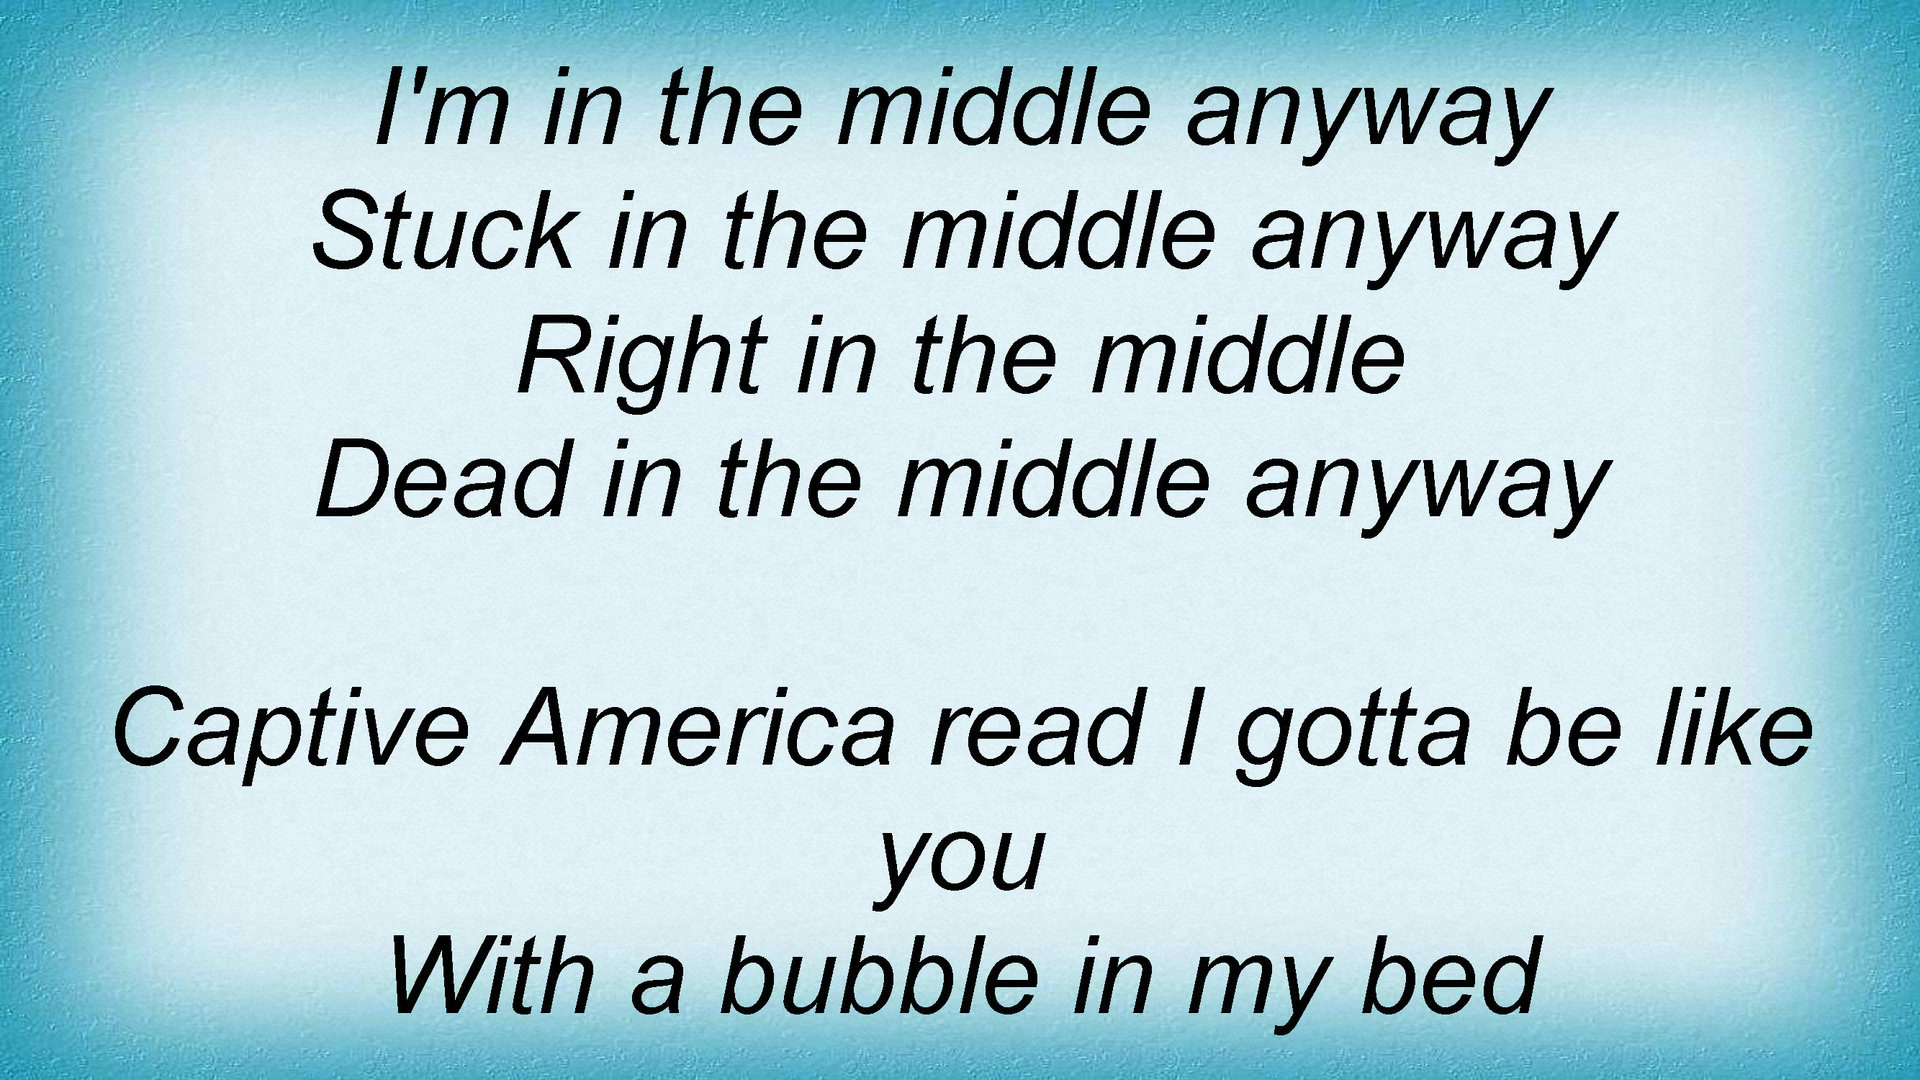 I'm in the middle anyway
Stuck in the middle anyway
Right in the middle
Dead in the middle anyway
Captive America read I gotta be like
you
With a bubble in my bed